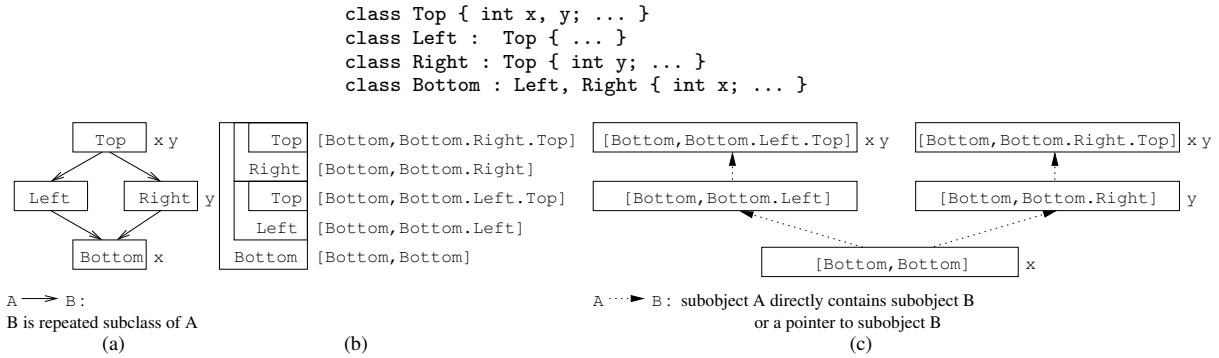 class Top { int x, y; ... }
class Left :  Top { ... }
class Right : Top { int y; ... }
class Bottom : Left, Right { int x; ... }
Top x y
Left Right y
Bottom x
A B:
B is repeated subclass of A
(a)
Top [Bottom,Bottom.Right.Top]
Right [Bottom,Bottom.Right]
Top [Bottom,Bottom.Left.Top]
Left [Bottom,Bottom.Left]
Bottom [Bottom,Bottom]
(b)
[Bottom,Bottom.Left.Top] x y [Bottom,Bottom.Right.Top] x y
[Bottom,Bottom.Left] [Bottom,Bottom.Right] y
[Bottom,Bottom] x
A B: subobject A directly contains subobject B
or a pointer to subobject B
(c)